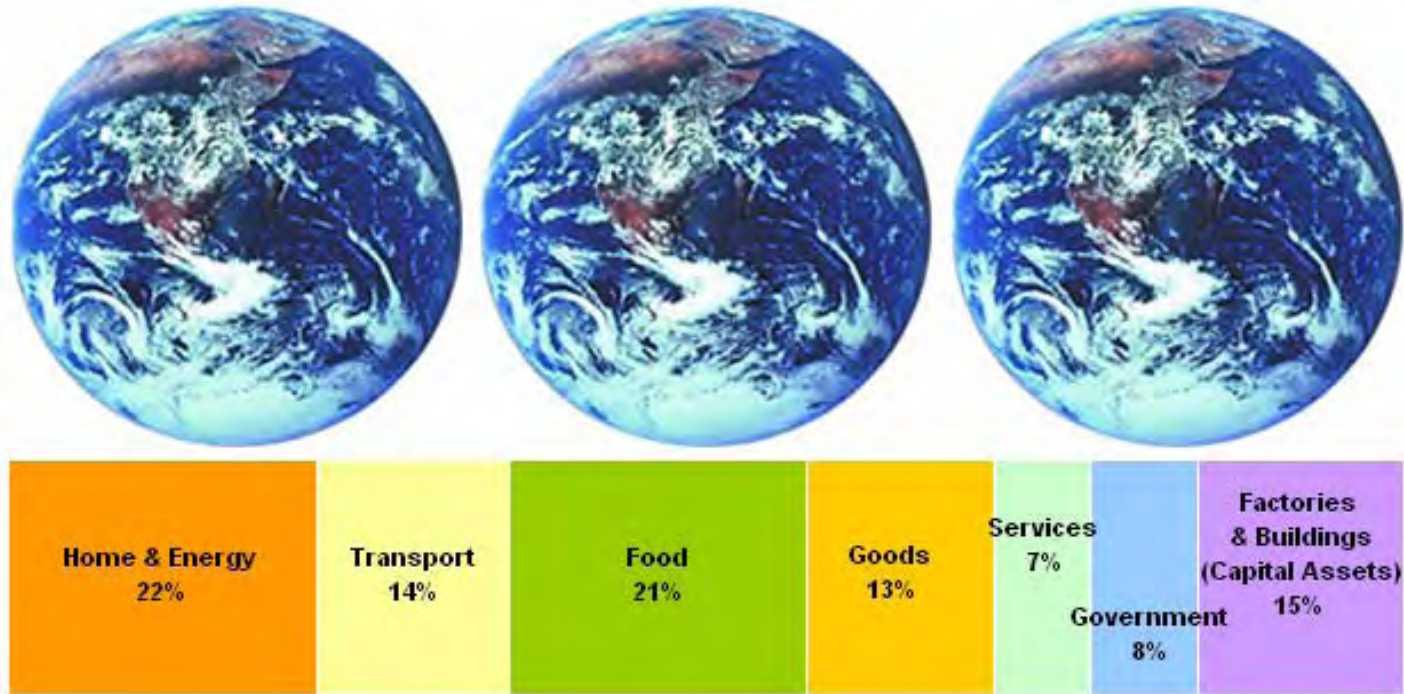 Home & Energy
22%
Transport
14%
Food
21%
Goods
13%
Services
7%
Government
8%
Factories
& Buildings
(Capital Assets)
15%